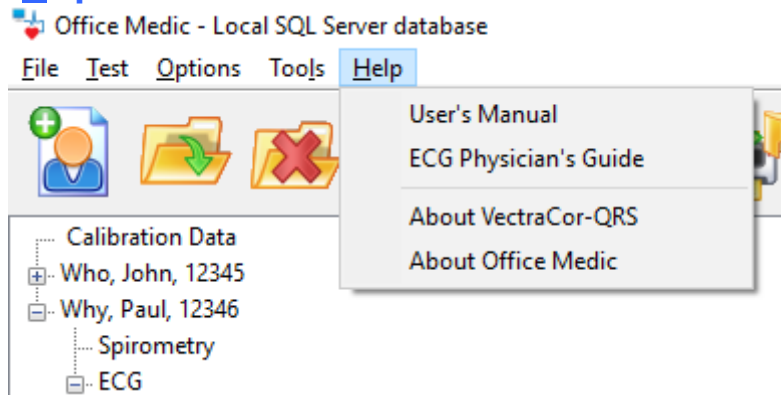 Office Medic - Local SQL Server database
File Test Options Tools Help
User's Manual
ECG Physician's Guide
About VectraCor-QRS
About Office Medic
Calibration Data
Who, John, 12345
Why, Paul, 12346
Spirometry
ECG